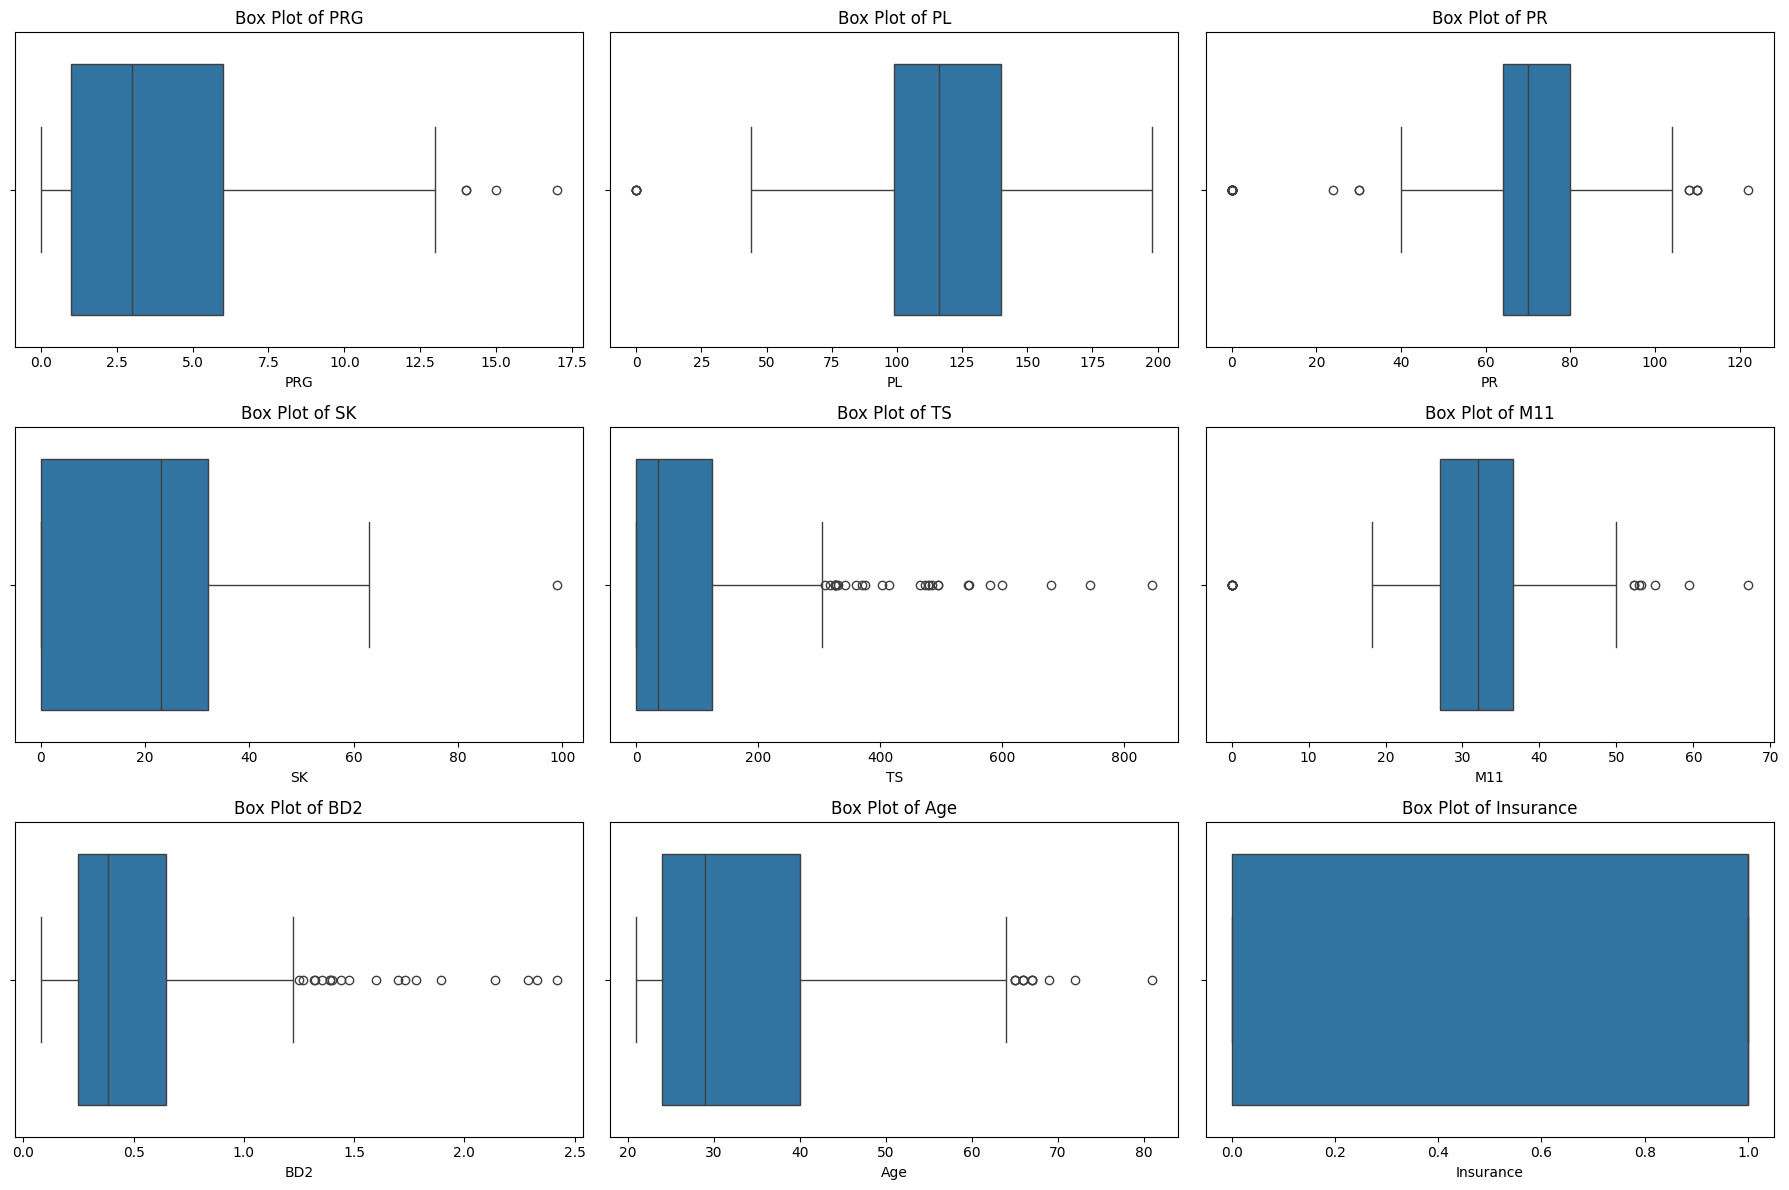 Box Plot of PRG
0.0 2.5 5.0 7.5 10.0 12.5 15.0 17.5
PRG
Box Plot of PL
0 25 50 75 100 125 150 175 200
PL
Box Plot of PR
0 20 40 60 80 100 120
PR
Box Plot of SK
0 20 40 60 80 100
SK
Box Plot of TS
0 200 400 600 800
TS
Box Plot of M11
0 10 20 30 40 50 60 70
M11
Box Plot of BD2
0.0 0.5 1.0 1.5 2.0 2.5
BD2
Box Plot of Age
20 30 40 50 60 70 80
Age
Box Plot of Insurance
0.0 0.2 0.4 0.6 0.8 1.0
Insurance